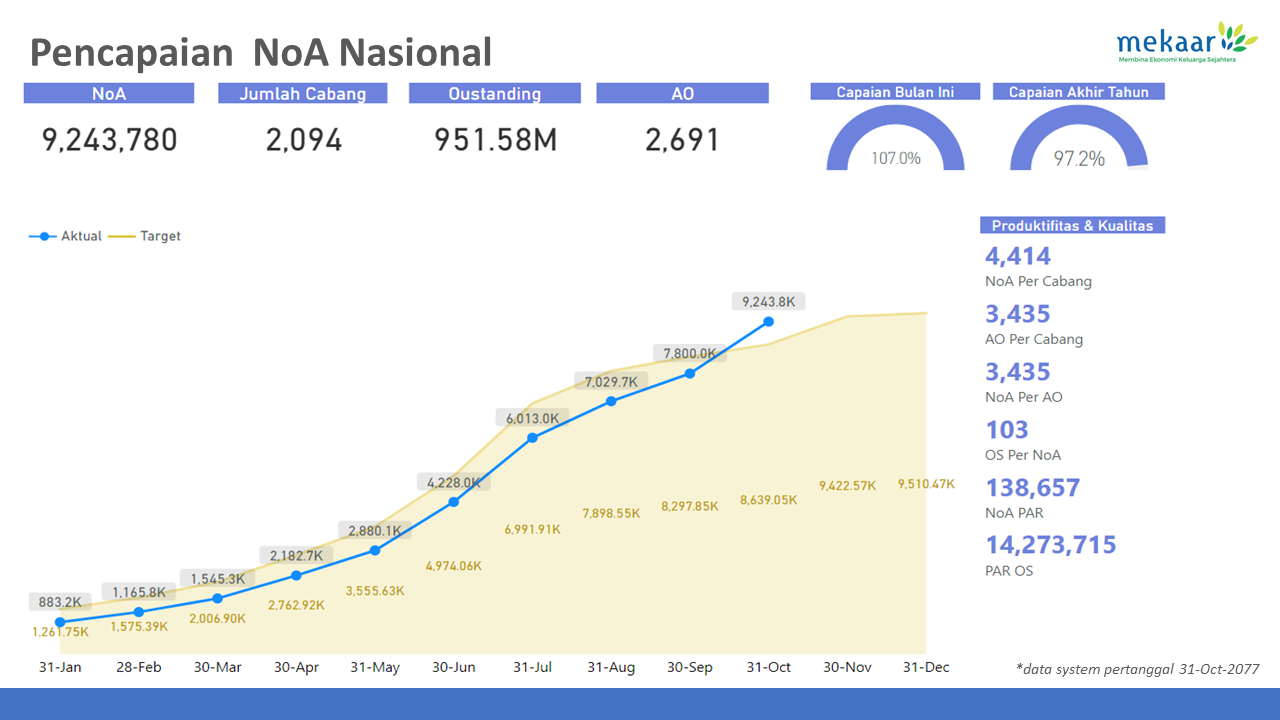 Pencapaian NoA Nasional
mekaar
Membina Ekonomi Keluarga Sejahtera
NoA
9,243,780
Jumlah Cabang
2,094
Oustanding
951.58M
AO
2,691
Capaian Bulan Ini
107.0%
Capaian Akhir Tahun
97.2%
Aktual
Target
883.2K
1,165.8K
1,545.3K
2,182.7K
2,880.1K
4,228.0K
6,013.0K
7,029.7K
7,800.0K
9,243.8K
1,261.75K
1,575.39K
2,006.90K
2,762.92K
3,555.63K
4,974.06K
6,991.91K
7,898.55K
8,297.85K
8,639.05K
9,422.57K
9,510.47K
31-Jan
28-Feb
30-Mar
30-Apr
31-May
30-Jun
31-Jul
31-Aug
30-Sep
31-Oct
30-Nov
31-Dec
Produktifitas & Kualitas
4,414
NoA Per Cabang
3,435
AO Per Cabang
3,435
NoA Per AO
103
OS Per NoA
138,657
NoA PAR
14,273,715
PAR OS
*data system pertanggal 31-Oct-2077